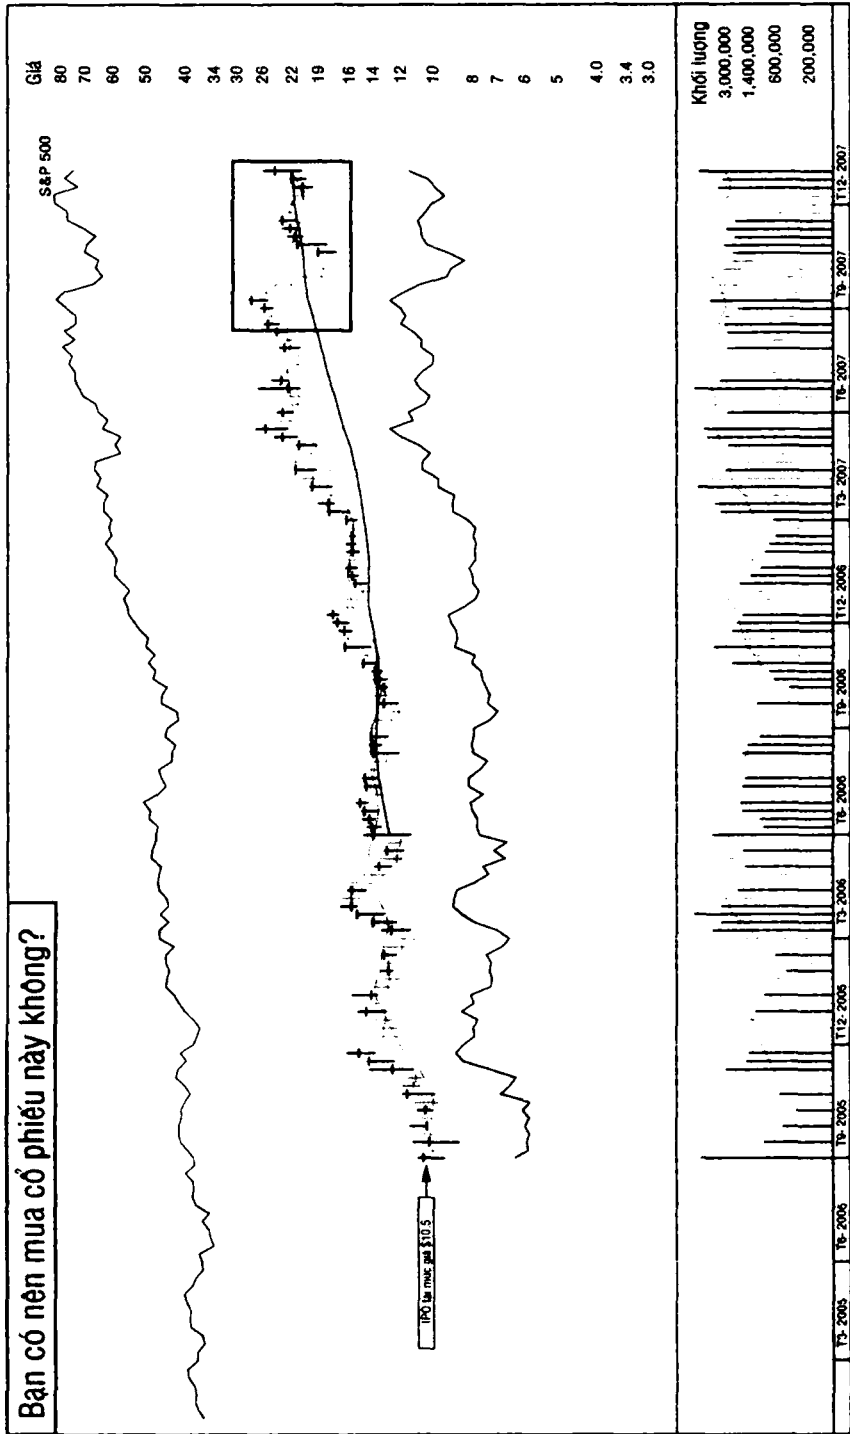 Bạn có nên mua cổ phiếu này không?
Giá
S&P 500
80
70
60
50
40
34
30
26
22
19
16
14
12
10
8
7
6
5
4.0
3.4
3.0
IPO tại mức giá $10.5
Khối lượng
3,000,000
1,400,000
600,000
200,000
T3- 2005
T6- 2006
T9- 2005
T12- 2005
T3- 2006
T6- 2006
T9- 2006
T12- 2006
T3- 2007
T6- 2007
T9- 2007
T12- 2007